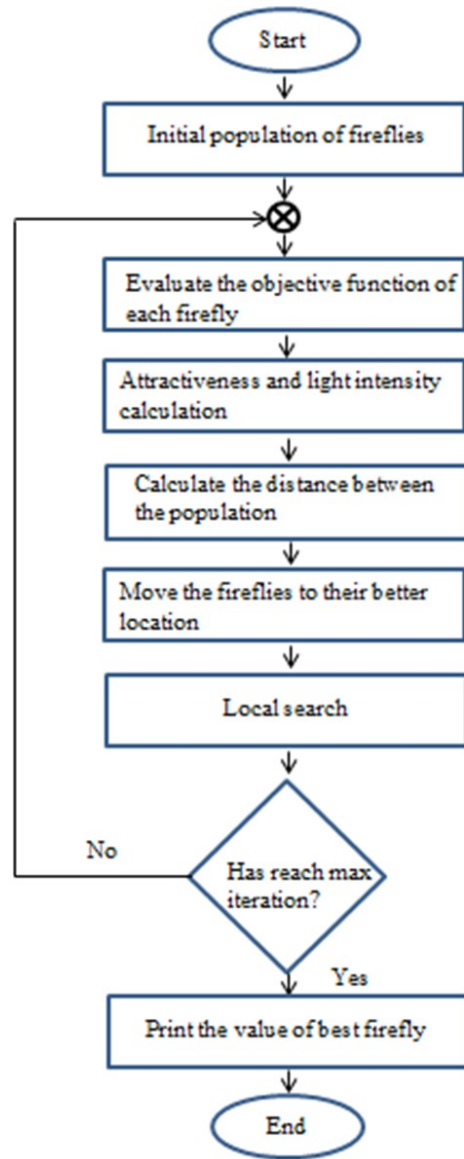 Start
Initial population of fireflies
Evaluate the objective function of
each firefly
Attractiveness and light intensity
calculation
Calculate the distance between
the population
Move the fireflies to their better
location
Local search
No
Has reach max
iteration?
Yes
Print the value of best firefly
End